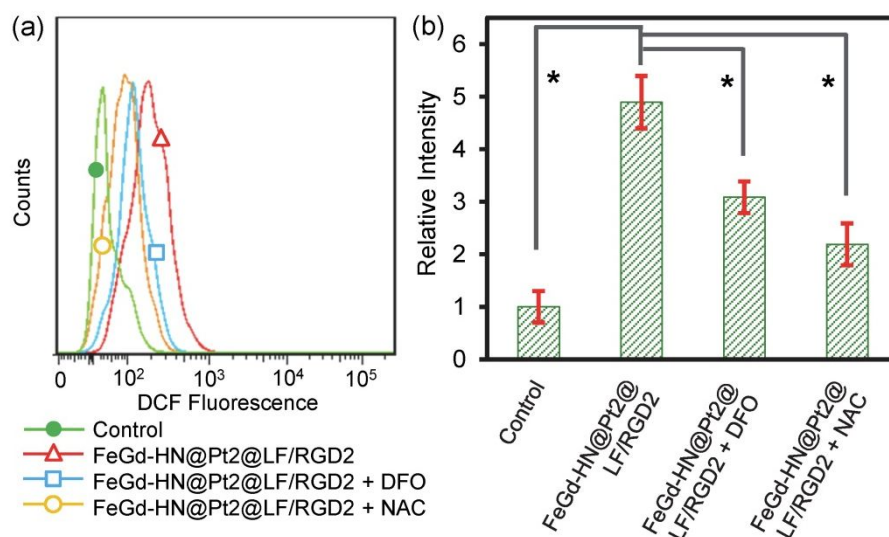 (a)
Counts
0 10² 10³ 10⁴ 10⁵
DCF Fluorescence
Control
FeGd-HN@Pt2@LF/RGD2
FeGd-HN@Pt2@LF/RGD2 + DFO
FeGd-HN@Pt2@LF/RGD2 + NAC
(b)
Relative Intensity
6
5
4
3
2
1
0
*
*
*
Control
FeGd-HN@Pt2@
LF/RGD2
FeGd-HN@Pt2@
LF/RGD2 + DFO
FeGd-HN@Pt2@
LF/RGD2 + NAC